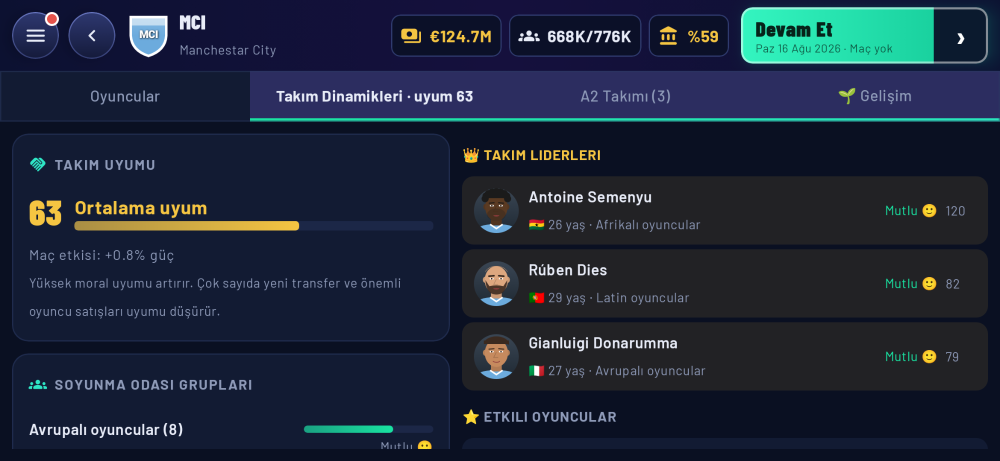 MCI
MCI
Manchestar City
€124.7M
668K/776K
%59
Devam Et
Paz 16 Ağu 2026 · Maç yok
Oyuncular
Takım Dinamikleri · uyum 63
A2 Takımı (3)
Gelişim
TAKIM UYUMU
63 Ortalama uyum
Maç etkisi: +0.8% güç
Yüksek moral uyumu artırır. Çok sayıda yeni transfer ve önemli
oyuncu satışları uyumu düşürür.
SOYUNMA ODASI GRUPLARI
Avrupalı oyuncular (8)
Mutlu
TAKIM LIDERLERI
Antoine Semenyu
26 yaş · Afrikalı oyuncular
Mutlu 120
Rúben Dies
29 yaş · Latin oyuncular
Mutlu 82
Gianluigi Donarumma
27 yaş · Avrupalı oyuncular
Mutlu 79
ETKILI OYUNCULAR